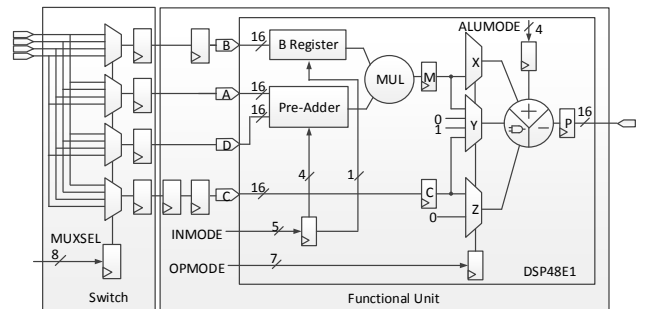 ALUMODE
4
16
B
B Register
16
A
MUL
M
X
16
Pre-Adder
D
0
1
Y
P
16
4
1
16
C
C
Z
0
MUXSEL
8
INMODE
5
OPMODE
7
DSP48E1
Switch
Functional Unit